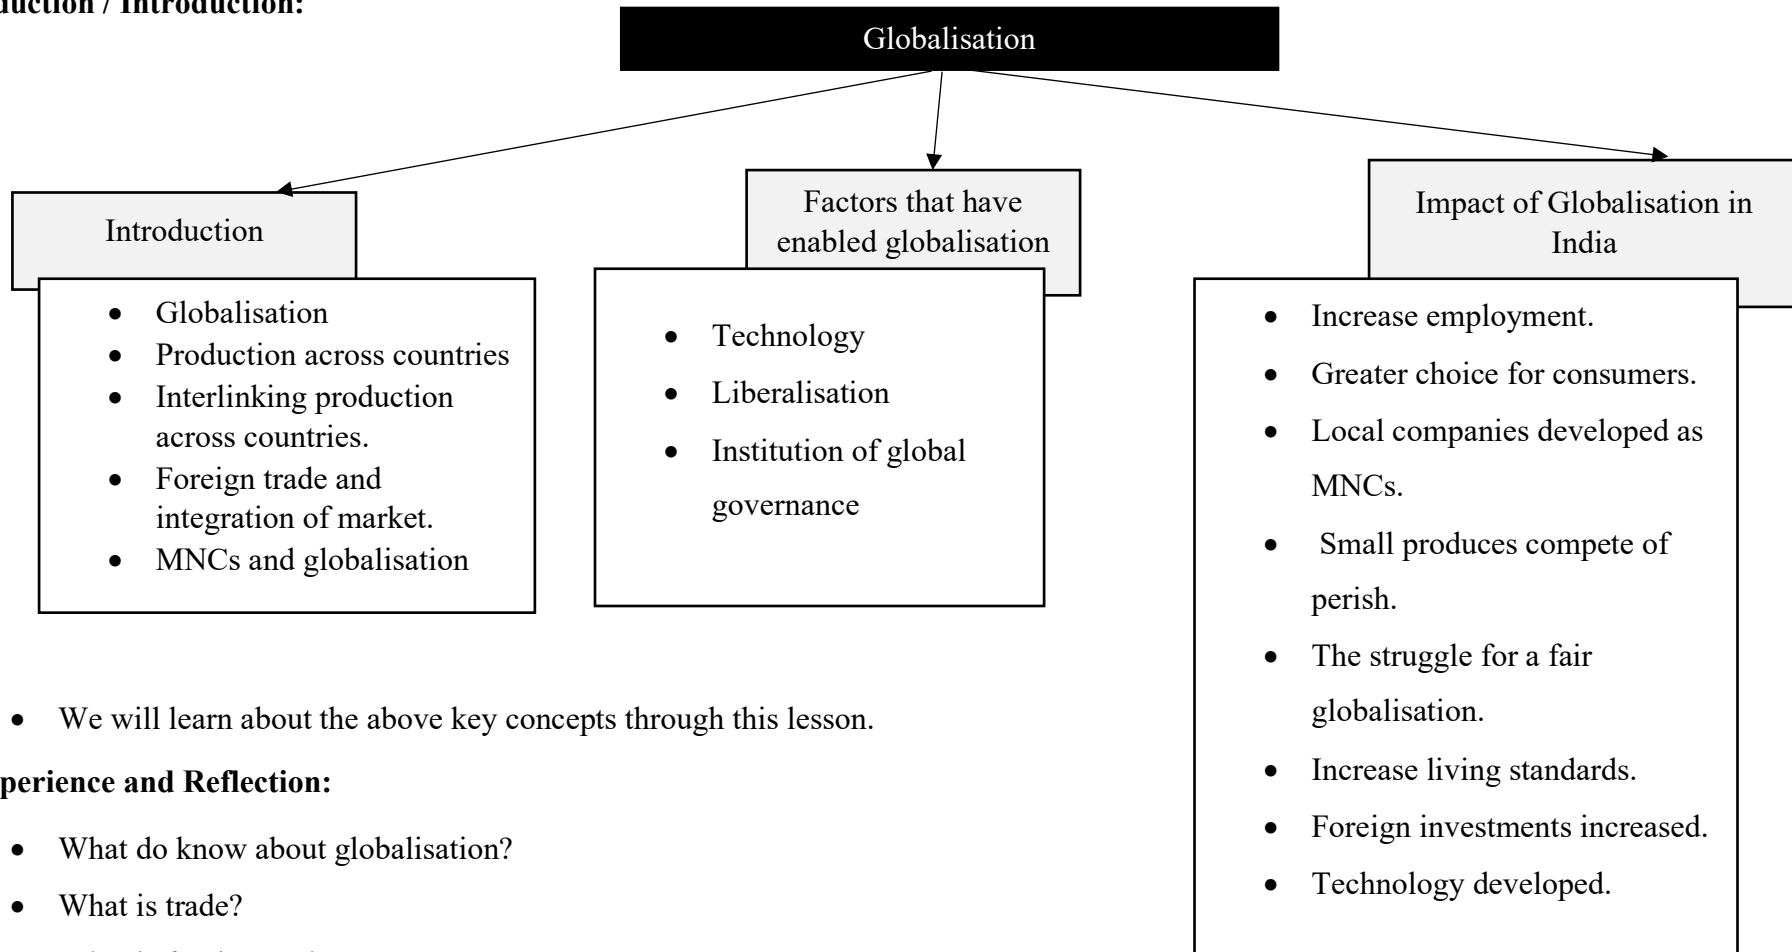 duction / Introduction:
Globalisation
Introduction
• Globalisation
• Production across countries
• Interlinking production
across countries.
• Foreign trade and
integration of market.
• MNCs and globalisation
Factors that have
enabled globalisation
• Technology
• Liberalisation
• Institution of global
governance
Impact of Globalisation in
India
• Increase employment.
• Greater choice for consumers.
• Local companies developed as
MNCs.
• Small produces compete of
perish.
• The struggle for a fair
globalisation.
• Increase living standards.
• Foreign investments increased.
• Technology developed.
• We will learn about the above key concepts through this lesson.
perience and Reflection:
• What do know about globalisation?
• What is trade?